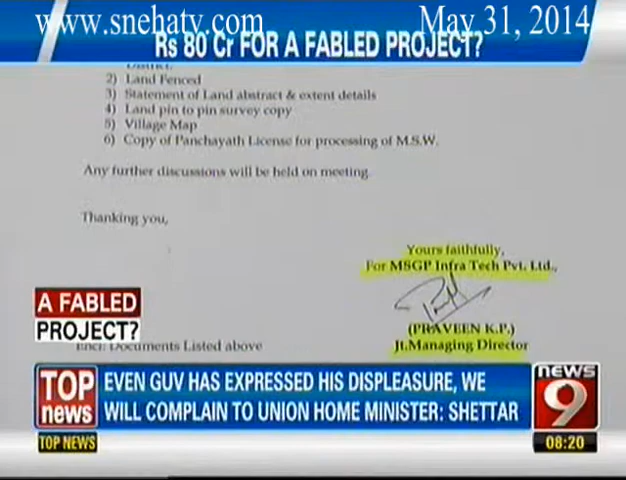 www.snehatv.com
May 31, 2014
Rs 80 Cr FOR A FABLED PROJECT?
District.
2) Land Fenced
3) Statement of Land abstract & extent details
4) Land pin to pin survey copy
5) Village Map
6) Copy of Panchayath License for processing of M.S.W.
Any further discussions will be held on meeting.
Thanking you,
Yours faithfully,
For MSGP Infra Tech Pvt. Ltd.,
A FABLED
PROJECT?
(PRAVEEN K.P.)
Encl: Documents Listed above
Jt.Managing Director
TOP
news
EVEN GUV HAS EXPRESSED HIS DISPLEASURE, WE
WILL COMPLAIN TO UNION HOME MINISTER: SHETTAR
NEWS
9
TOP NEWS
08:20